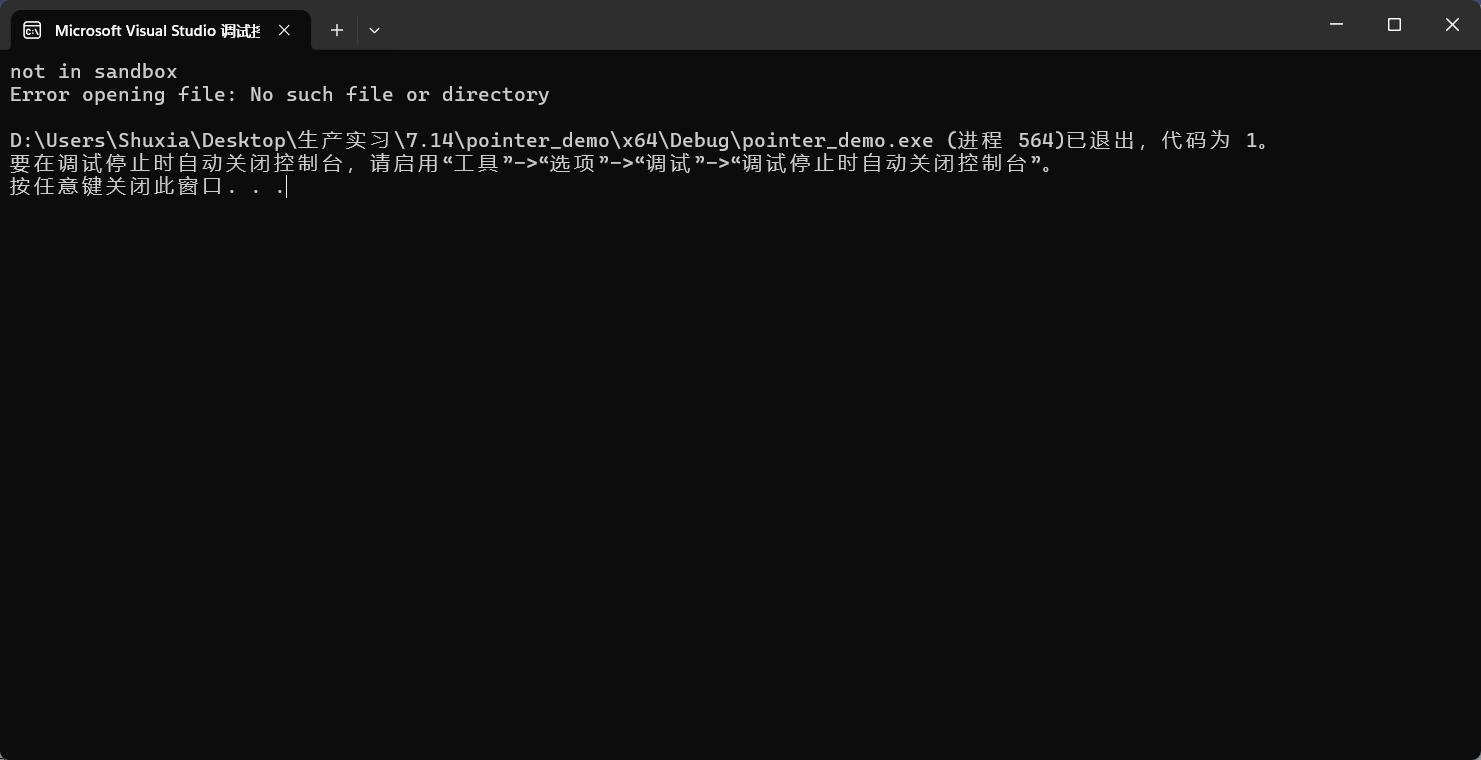 Microsoft Visual Studio 调试
not in sandbox
Error opening file: No such file or directory
D:\Users\Shuxia\Desktop\生产实习\7.14\pointer_demo\x64\Debug\pointer_demo.exe (进程 564)已退出，代码为 1。
要在调试停止时自动关闭控制台，请启用“工具”->“选项”->“调试”->“调试停止时自动关闭控制台”。
按任意键关闭此窗口. . .